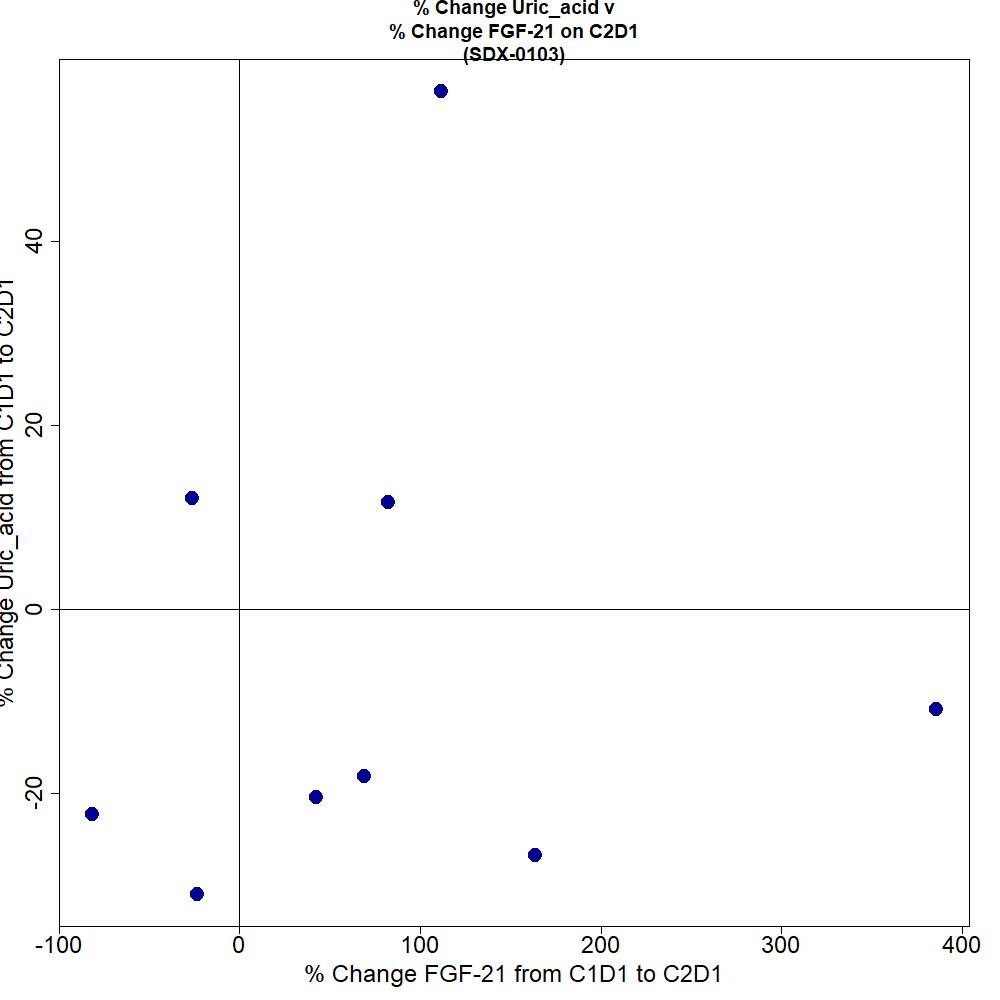 % Change Uric_acid v
% Change FGF-21 on C2D1
(SDX-0103)
% Change Uric_acid from C1D1 to C2D1
40
20
0
-20
-100
0
100
200
300
400
% Change FGF-21 from C1D1 to C2D1